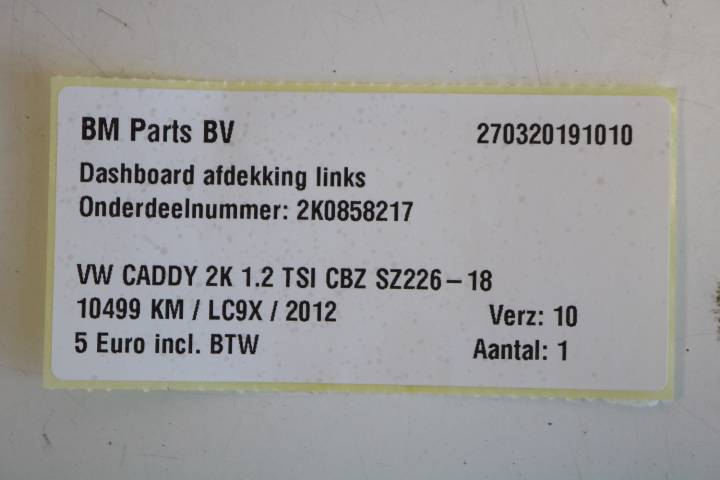 BM Parts BV 270320191010
Dashboard afdekking links
Onderdeelnummer: 2K0858217
VW CADDY 2K 1.2 TSI CBZ SZ226-18
10499 KM / LC9X / 2012 Verz: 10
5 Euro incl. BTW Aantal: 1